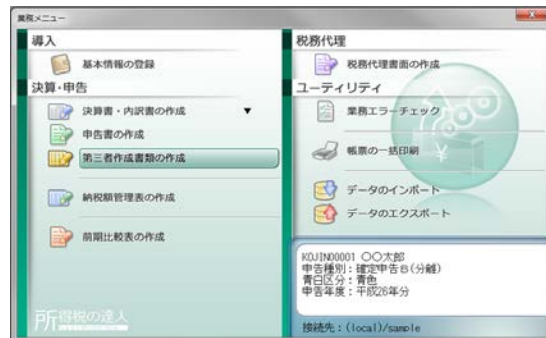 業務メニュー
導入
基本情報の登録
決算・申告
決算書・内訳書の作成 ▼
申告書の作成
第三者作成書類の作成
納税額管理表の作成
前期比較表の作成
所得税の達人
税務代理
税務代理書面の作成
ユーティリティ
業務エラーチェック
帳票の一括印刷
データのインポート
データのエクスポート
KOJIN00001 〇〇太郎
申告種別:確定申告B(分離)
青白区分:青色
申告年度:平成26年分
接続先:(local)/sample